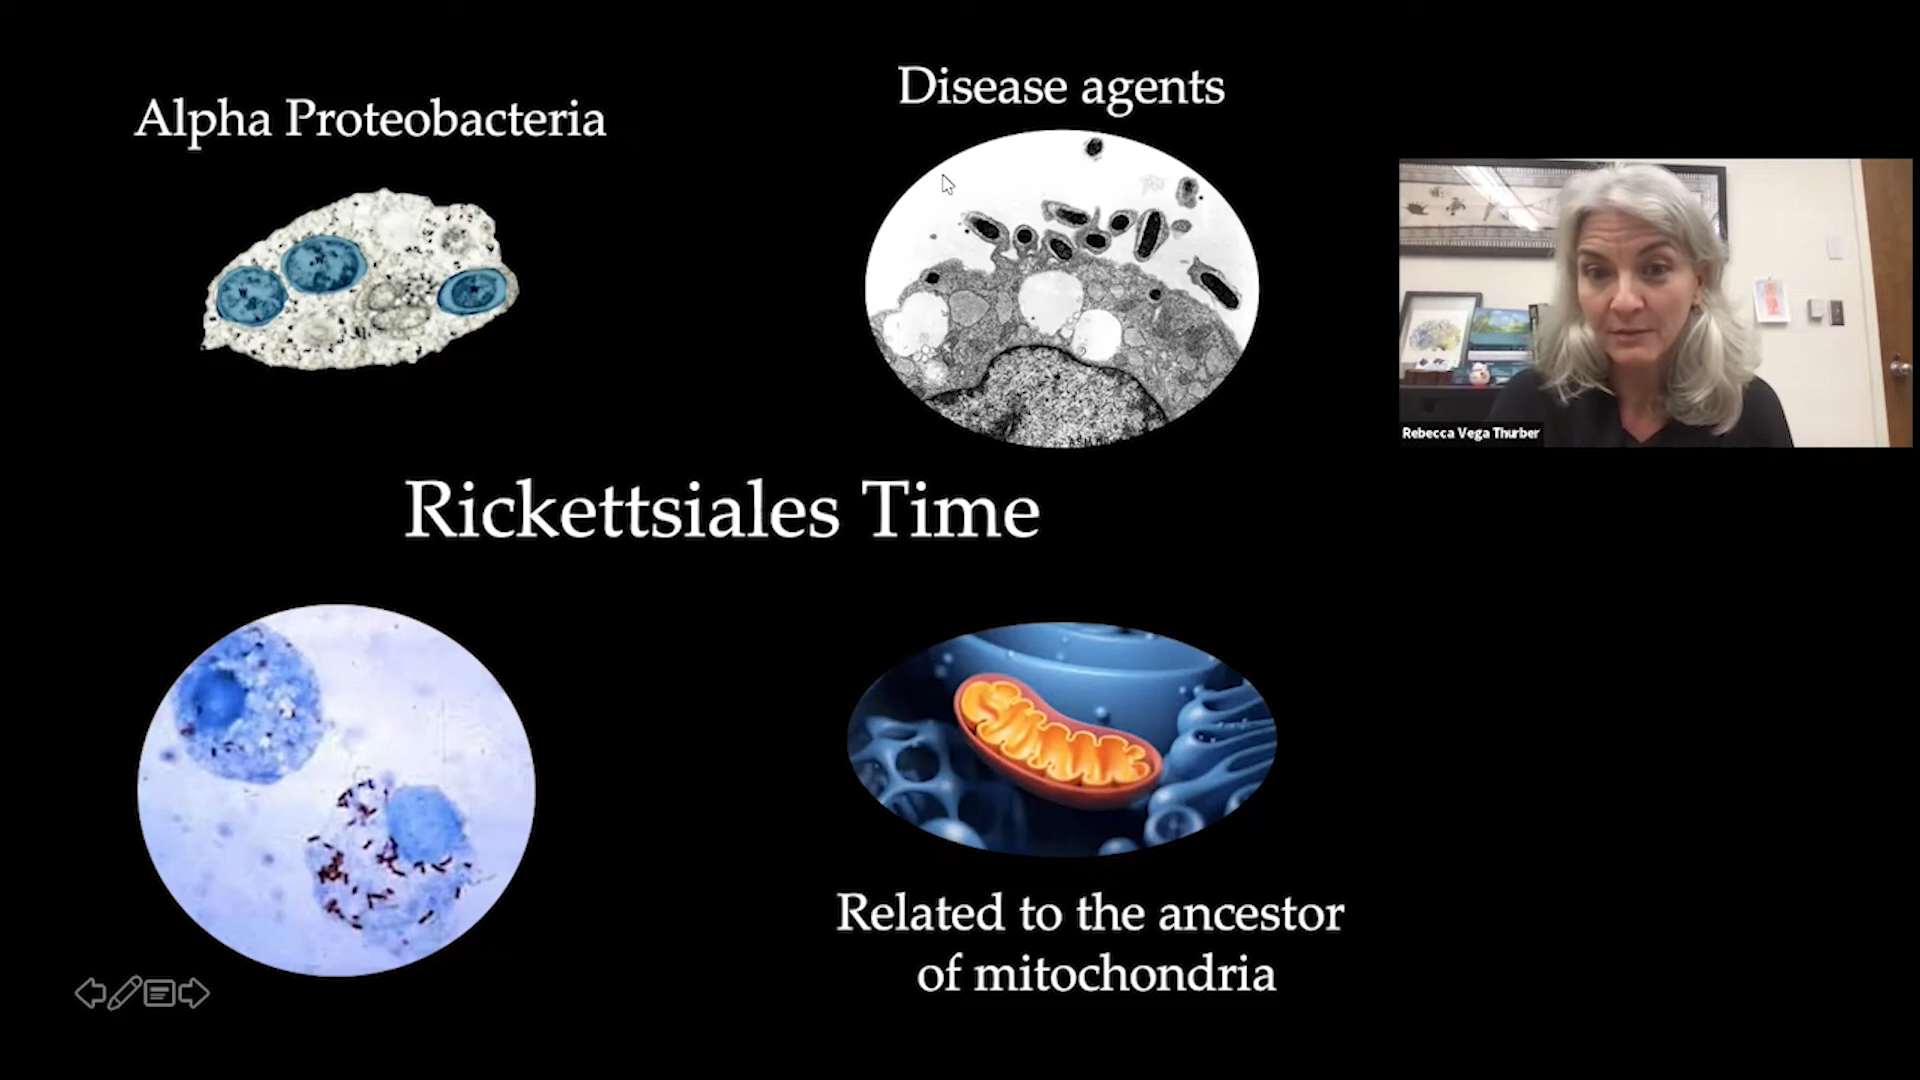 Alpha Proteobacteria
Disease agents
Rebecca Vega Thurber
Rickettsiales Time
Related to the ancestor
of mitochondria